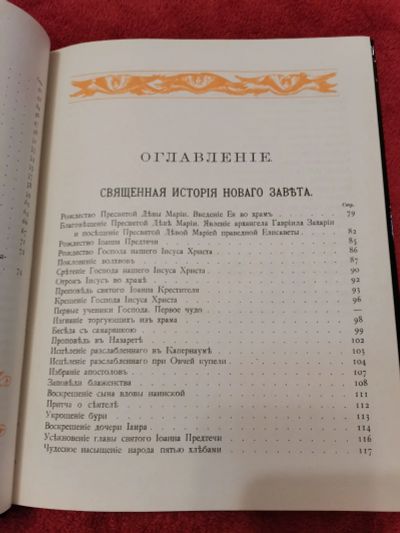 ОГЛАВЛЕНІЕ.
СВЯЩЕННАЯ ИСТОРІЯ НОВАГО ЗАВѢТА.
Стр.
Рождество Пресвятой Дѣвы Маріи. Введеніе Ея во храмъ 79
Благовѣщеніе Пресвятой Дѣвѣ Маріи. Явленіе архангела Гавріила Захаріи
и посѣщеніе Пресвятой Дѣвой Маріей праведной Елисаветы 82
Рождество Іоанна Предтечи 85
Рождество Господа нашего Іисуса Христа 86
Поклоненіе волхвовъ 87
Срѣтеніе Господа нашего Іисуса Христа 90
Отрокъ Іисусъ во храмѣ 92
Проповѣдь святого Іоанна Крестителя 93
Крещеніе Господа Іисуса Христа 96
Первые ученики Господа. Первое чудо —
Изгнаніе торгующихъ изъ храма 98
Бесѣда съ самарянкою 99
Проповѣдь въ Назаретѣ 102
Исцѣленіе разслабленнаго въ Капернаумѣ 103
Исцѣленіе разслабленнаго при Овчей купели 104
Избраніе апостоловъ 107
Заповѣди блаженства 108
Воскрешеніе сына вдовы наинской 111
Притча о сѣятелѣ 112
Укрощеніе бури 113
Воскрешеніе дочери Іаира 114
Усѣкновеніе главы святого Іоанна Предтечи 116
Чудесное насыщеніе народа пятью хлѣбами 117